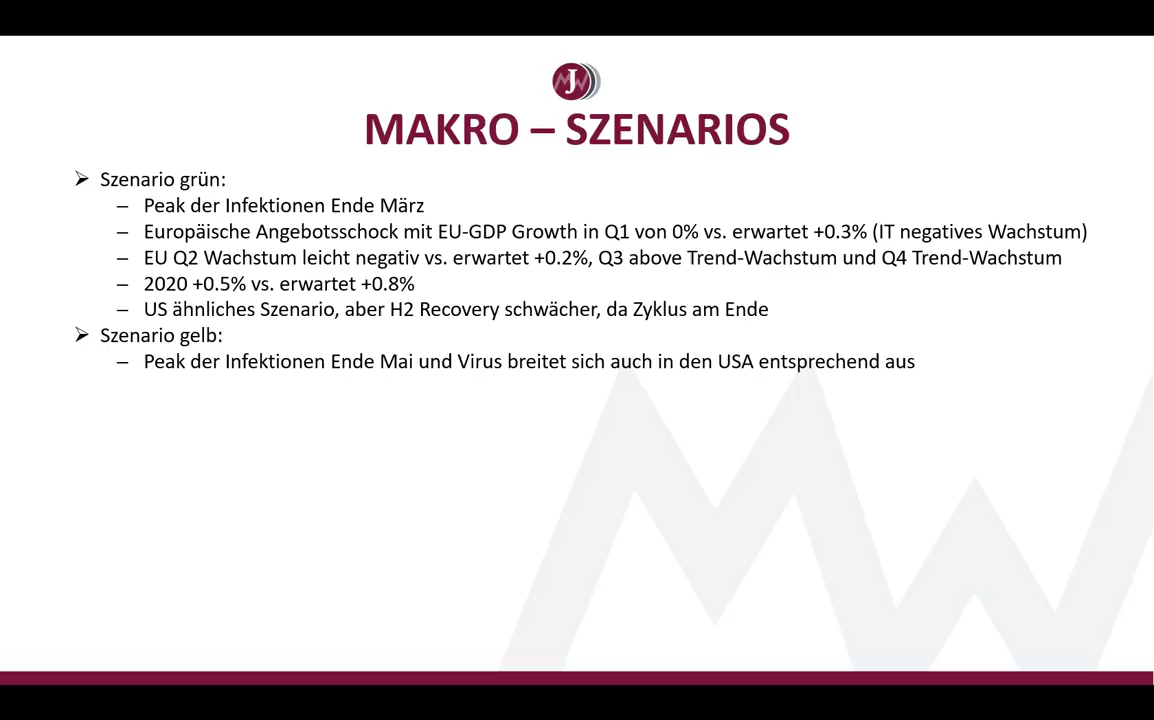 J
MAKRO – SZENARIOS
➢ Szenario grün:
– Peak der Infektionen Ende März
– Europäische Angebotsschock mit EU-GDP Growth in Q1 von 0% vs. erwartet +0.3% (IT negatives Wachstum)
– EU Q2 Wachstum leicht negativ vs. erwartet +0.2%, Q3 above Trend-Wachstum und Q4 Trend-Wachstum
– 2020 +0.5% vs. erwartet +0.8%
– US ähnliches Szenario, aber H2 Recovery schwächer, da Zyklus am Ende
➢ Szenario gelb:
– Peak der Infektionen Ende Mai und Virus breitet sich auch in den USA entsprechend aus